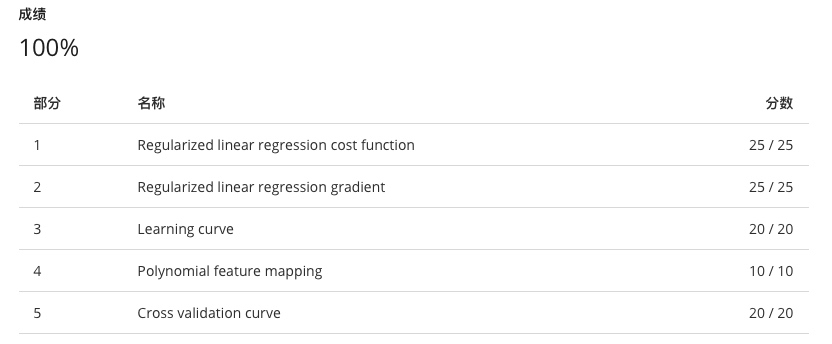 成绩
100%
部分 名称 分数
1 Regularized linear regression cost function 25 / 25
2 Regularized linear regression gradient 25 / 25
3 Learning curve 20 / 20
4 Polynomial feature mapping 10 / 10
5 Cross validation curve 20 / 20